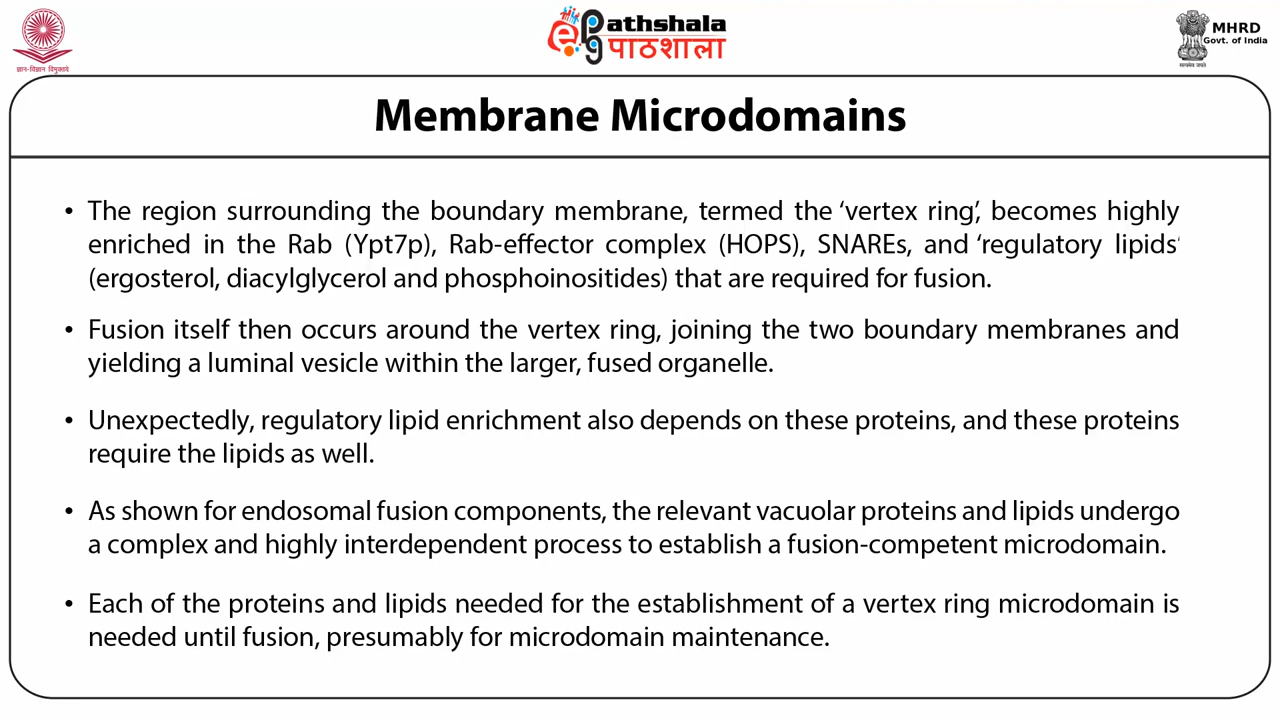 ज्ञान-विज्ञान विमुक्तये
ePathshala
पाठशाला
MHRD
Govt. of India
सत्यमेव जयते
Membrane Microdomains
• The region surrounding the boundary membrane, termed the ‘vertex ring’, becomes highly
enriched in the Rab (Ypt7p), Rab-effector complex (HOPS), SNAREs, and ‘regulatory lipids‘
(ergosterol, diacylglycerol and phosphoinositides) that are required for fusion.
• Fusion itself then occurs around the vertex ring, joining the two boundary membranes and
yielding a luminal vesicle within the larger, fused organelle.
• Unexpectedly, regulatory lipid enrichment also depends on these proteins, and these proteins
require the lipids as well.
• As shown for endosomal fusion components, the relevant vacuolar proteins and lipids undergo
a complex and highly interdependent process to establish a fusion-competent microdomain.
• Each of the proteins and lipids needed for the establishment of a vertex ring microdomain is
needed until fusion, presumably for microdomain maintenance.